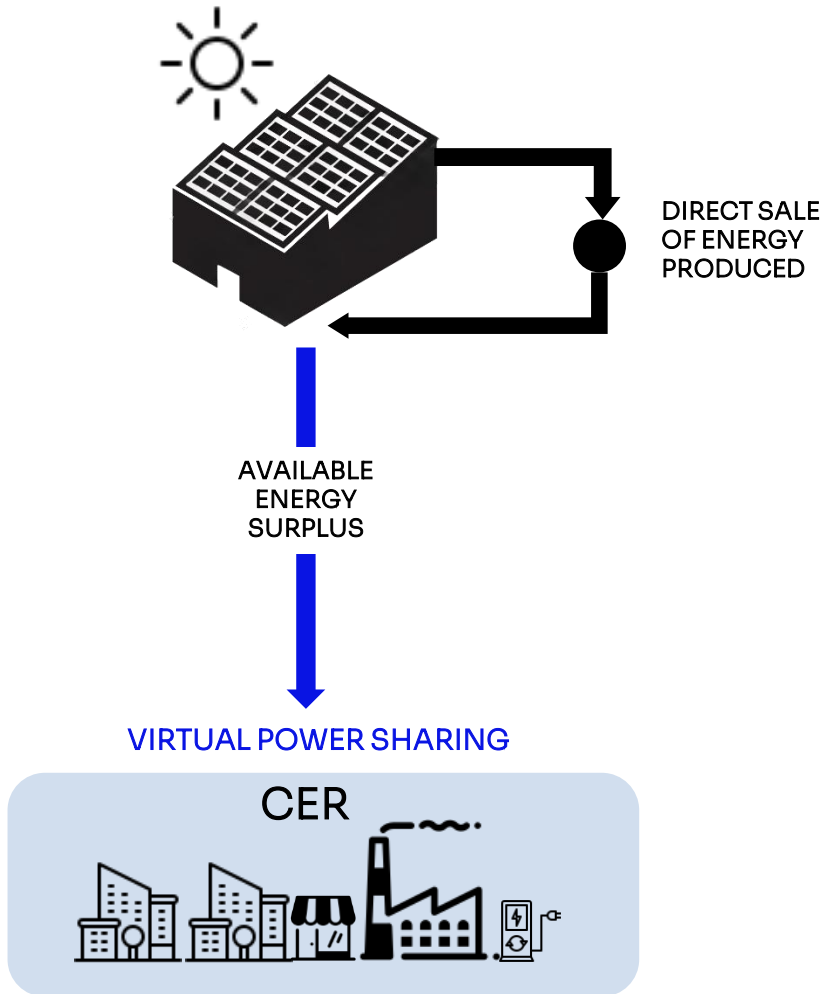 DIRECT SALE
OF ENERGY
PRODUCED
AVAILABLE
ENERGY
SURPLUS
VIRTUAL POWER SHARING
CER